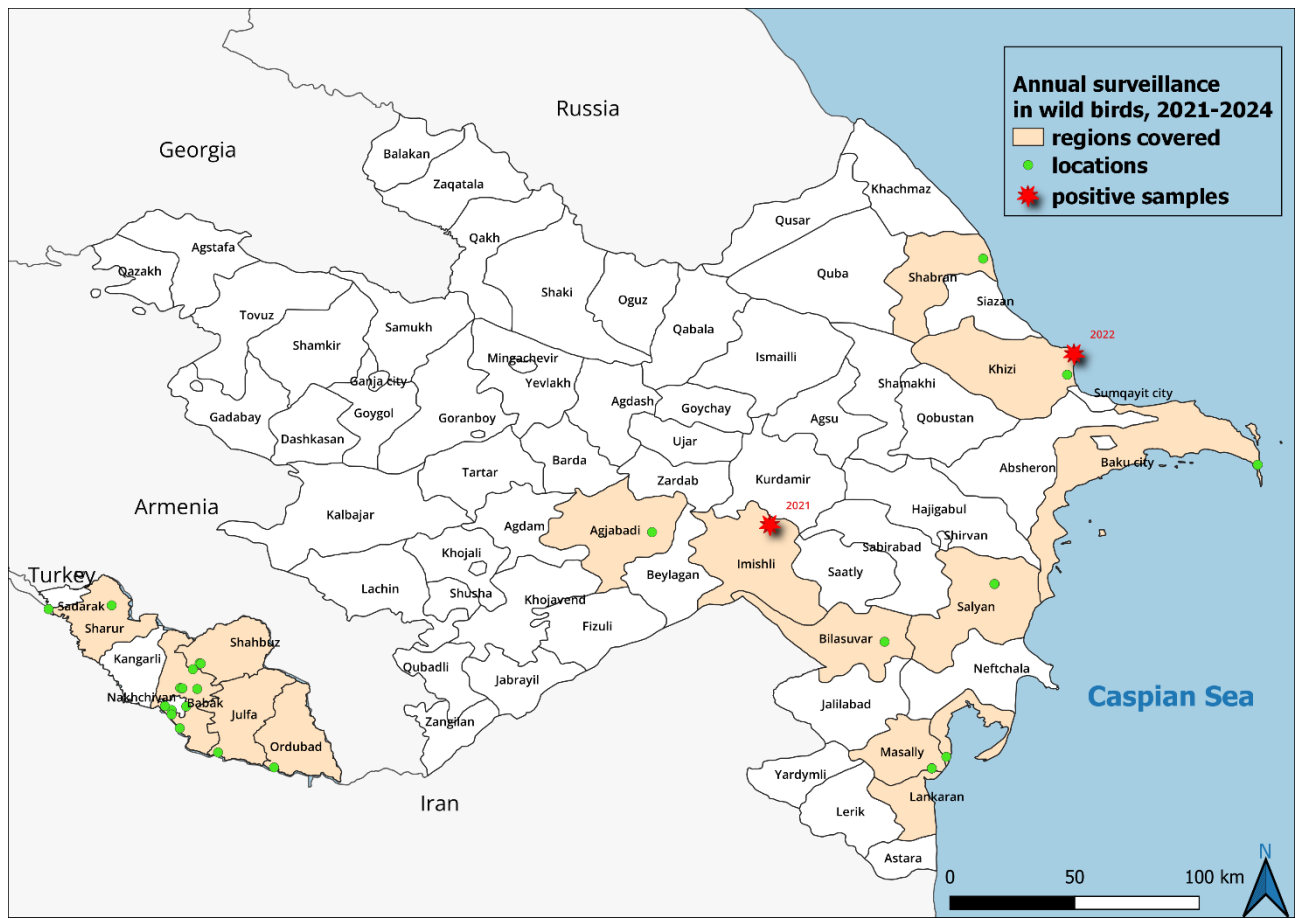 Annual surveillance
in wild birds, 2021-2024
regions covered
locations
positive samples
Russia
Georgia
Balakan
Zaqatala
Khachmaz
Qusar
Qakh
Agstafa
Qazakh
Quba
Shabran
Shaki
Oguz
Siazan
Tovuz
Samukh
Qabala
2022
Shamkir
Ismailli
Mingachevir
Khizi
Ganja city
Yevlakh
Shamakhi
Sumqayit city
Agdash
Goychay
Gadabay
Goygol
Goranboy
Agsu
Qobustan
Dashkasan
Ujar
Barda
Baku city
Absheron
Tartar
Zardab
Kurdamir
Armenia
2021
Hajigabul
Kalbajar
Agdam
Agjabadi
Shirvan
Sabirabad
Khojali
Imishli
Saatly
Turkey
Beylagan
Lachin
Shusha
Khojavend
Sadarak
Salyan
Sharur
Fizuli
Shahbuz
Bilasuvar
Kangarli
Qubadli
Neftchala
Jabrayil
Nakhchivan
Babak
Caspian Sea
Julfa
Jalilabad
Zangilan
Ordubad
Masally
Yardymli
Iran
Lankaran
Lerik
Astara
N
0
50
100 km